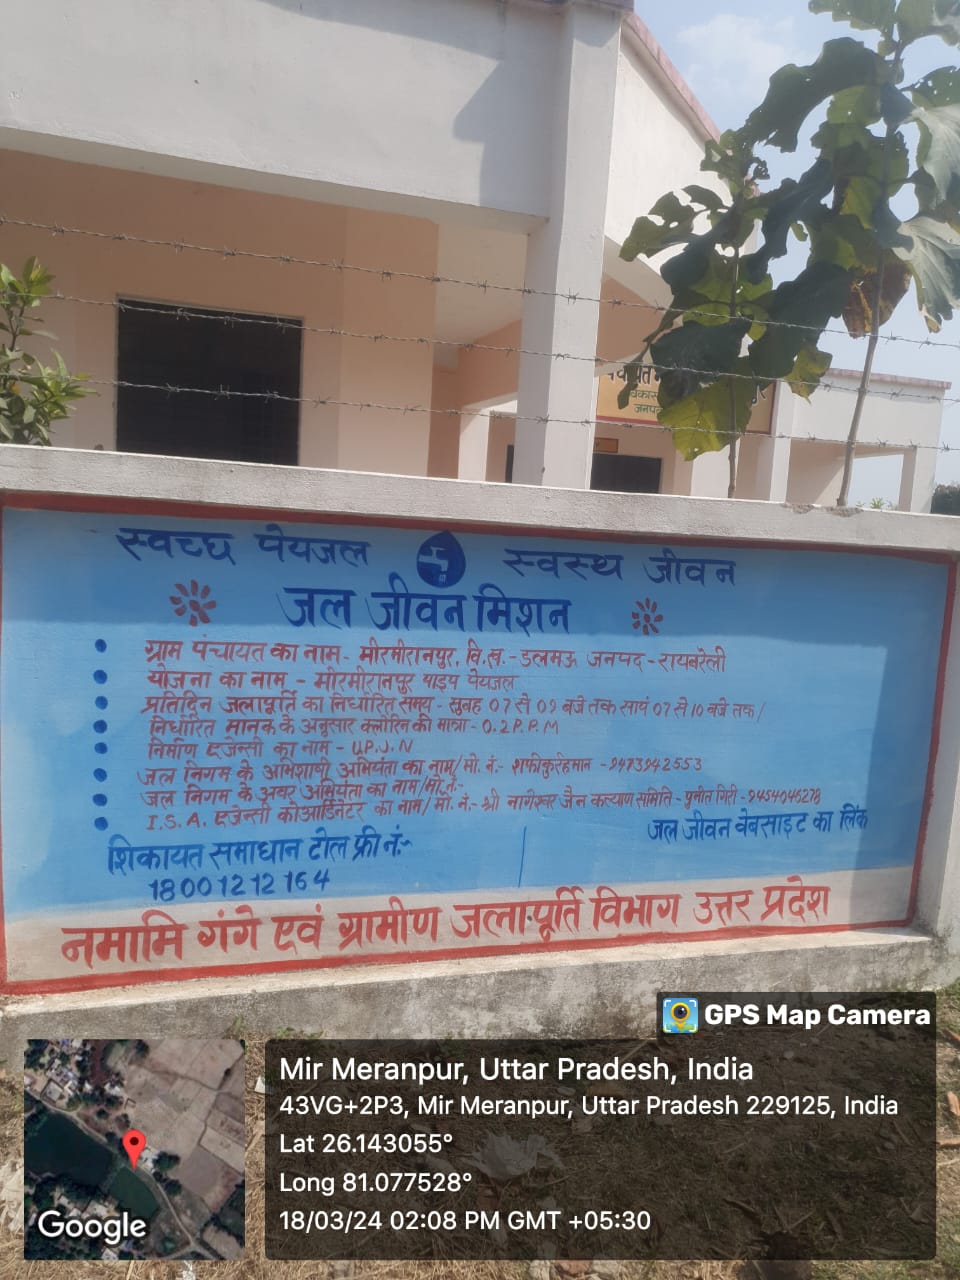 पंचायत
विकास
जनपद
स्वच्छ पेयजल स्वस्थ जीवन
जल जीवन मिशन
ग्राम पंचायत का नाम - मीरमीरानपुर, वि.ख. - डलमऊ जनपद - रायबरेली
योजना का नाम - मीरमीरानपुर पाइप पेयजल
प्रतिदिन जलापूर्ति का निर्धारित समय - सुबह 07 से 09 बजे तक सायं 07 से 10 बजे तक/
निर्धारित मानक के अनुसार क्लोरिन की मात्रा - 0.2 P.P.M
निर्माण एजेन्सी का नाम - U.P.J.N
जल निगम के अभिशाषी अभियंता का नाम/मो. नं.- शफीकुरेहमान - 9473942553
जल निगम के अवर अभियंता का नाम/मो.नं.-
I.S.A. एजेन्सी कोआर्डिनेटर का नाम/मो. नं.- श्री नागेश्वर जैन कल्याण समिति - पुनीत गिरी - 9454046278
शिकायत समाधान टोल फ्री नं:-
18001212164
जल जीवन वेबसाइट का लिंक
नमामि गंगे एवं ग्रामीण जलापूर्ति विभाग उत्तर प्रदेश
GPS Map Camera
Mir Meranpur, Uttar Pradesh, India
43VG+2P3, Mir Meranpur, Uttar Pradesh 229125, India
Lat 26.143055°
Long 81.077528°
18/03/24 02:08 PM GMT +05:30
Google